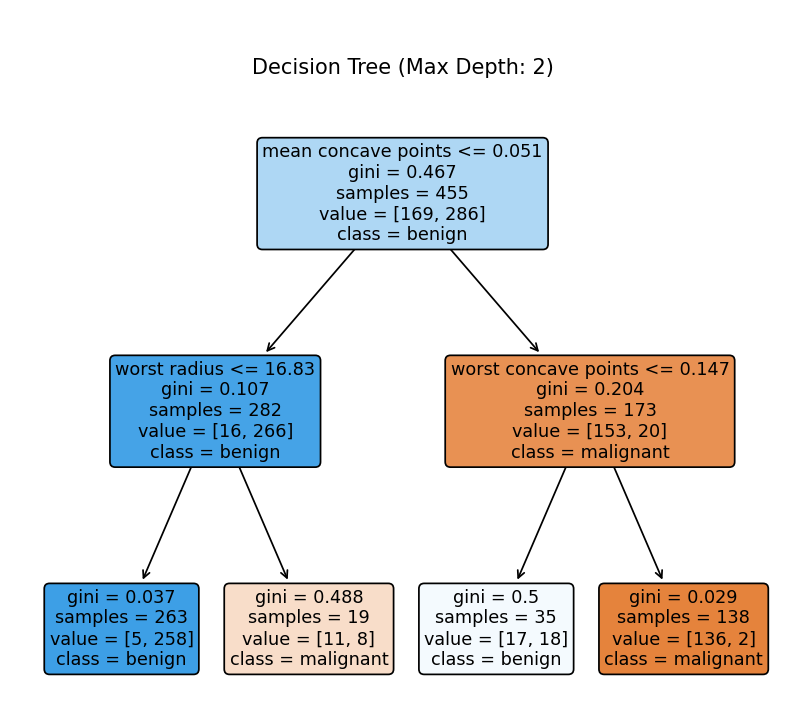 Decision Tree (Max Depth: 2)
mean concave points <= 0.051
gini = 0.467
samples = 455
value = [169, 286]
class = benign
worst radius <= 16.83
gini = 0.107
samples = 282
value = [16, 266]
class = benign
worst concave points <= 0.147
gini = 0.204
samples = 173
value = [153, 20]
class = malignant
gini = 0.037
samples = 263
value = [5, 258]
class = benign
gini = 0.488
samples = 19
value = [11, 8]
class = malignant
gini = 0.5
samples = 35
value = [17, 18]
class = benign
gini = 0.029
samples = 138
value = [136, 2]
class = malignant